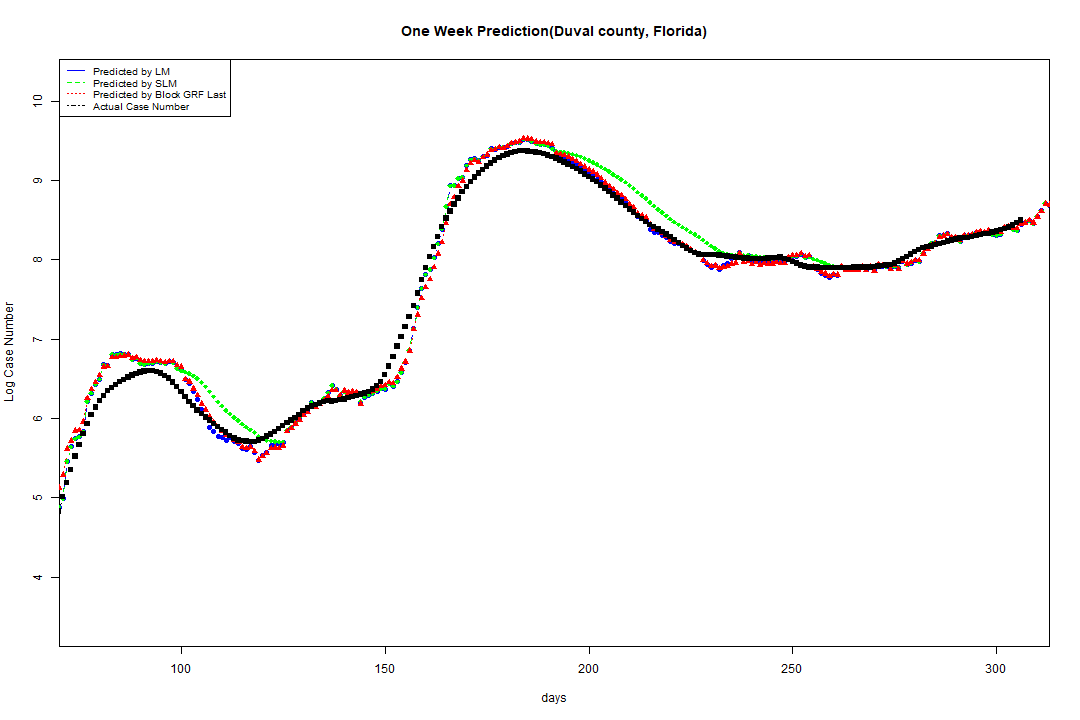 One Week Prediction(Duval county, Florida)
Predicted by LM
Predicted by SLM
Predicted by Block GRF Last
Actual Case Number
10
9
8
7
6
5
4
Log Case Number
100 150 200 250 300
days